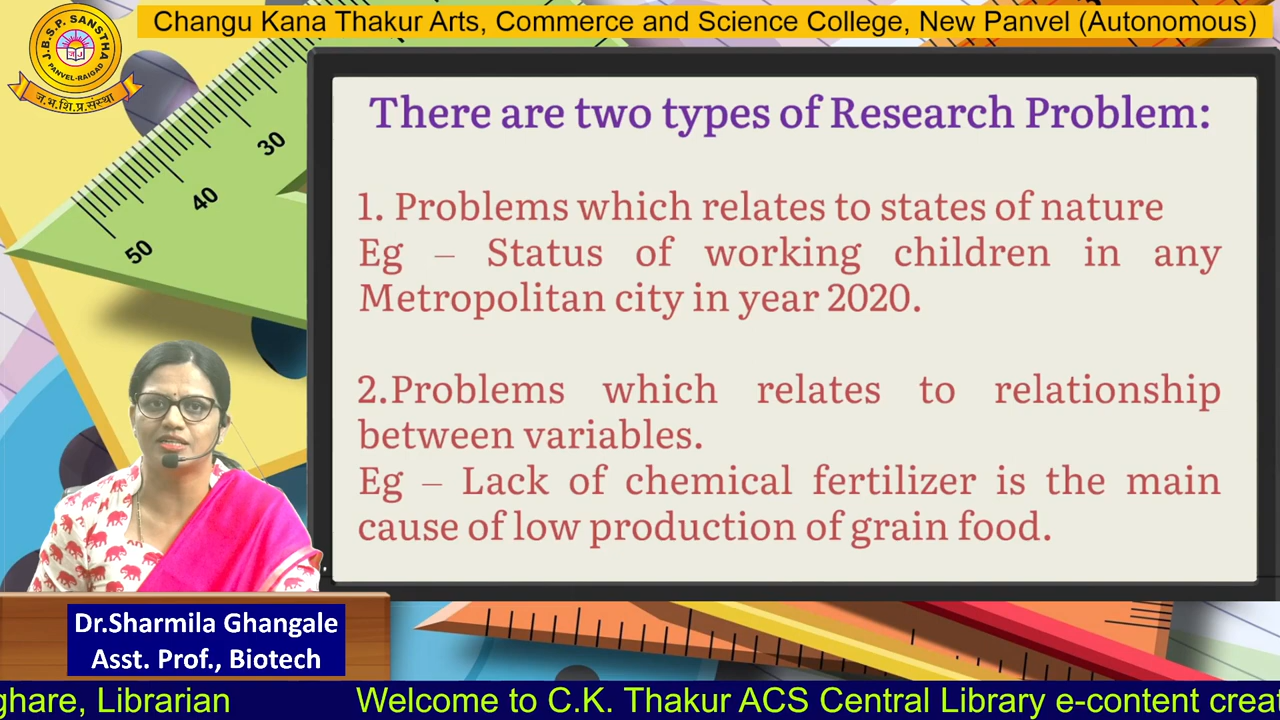 Changu Kana Thakur Arts, Commerce and Science College, New Panvel (Autonomous)
J.B.S.P. SANSTHA
PANVEL-RAIGAD
ज.भ.शि.प्र.संस्था
30
40
50
There are two types of Research Problem:
1. Problems which relates to states of nature
Eg – Status of working children in any
Metropolitan city in year 2020.
2.Problems which relates to relationship
between variables.
Eg – Lack of chemical fertilizer is the main
cause of low production of grain food.
Dr.Sharmila Ghangale
Asst. Prof., Biotech
ghare, Librarian Welcome to C.K. Thakur ACS Central Library e-content creat